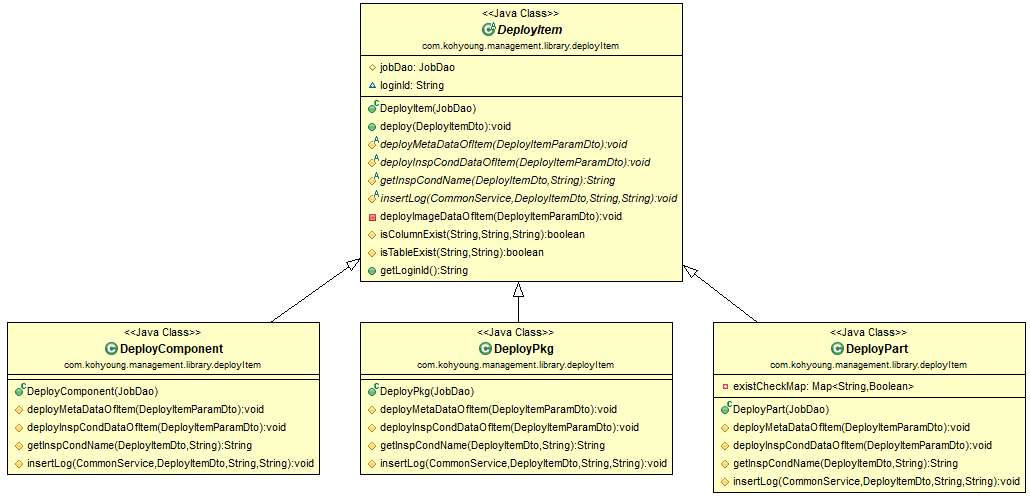 <<Java Class>>
DeployItem
com.kohyoung.management.library.deployItem
jobDao: JobDao
loginId: String
DeployItem(JobDao)
deploy(DeployItemDto):void
deployMetaDataOfItem(DeployItemParamDto):void
deployInspCondDataOfItem(DeployItemParamDto):void
getInspCondName(DeployItemDto,String):String
insertLog(CommonService,DeployItemDto,String,String):void
deployImageDataOfItem(DeployItemParamDto):void
isColumnExist(String,String,String):boolean
isTableExist(String,String):boolean
getLoginId():String
<<Java Class>>
DeployComponent
com.kohyoung.management.library.deployItem
DeployComponent(JobDao)
deployMetaDataOfItem(DeployItemParamDto):void
deployInspCondDataOfItem(DeployItemParamDto):void
getInspCondName(DeployItemDto,String):String
insertLog(CommonService,DeployItemDto,String,String):void
<<Java Class>>
DeployPkg
com.kohyoung.management.library.deployItem
DeployPkg(JobDao)
deployMetaDataOfItem(DeployItemParamDto):void
deployInspCondDataOfItem(DeployItemParamDto):void
getInspCondName(DeployItemDto,String):String
insertLog(CommonService,DeployItemDto,String,String):void
<<Java Class>>
DeployPart
com.kohyoung.management.library.deployItem
existCheckMap: Map<String,Boolean>
DeployPart(JobDao)
deployMetaDataOfItem(DeployItemParamDto):void
deployInspCondDataOfItem(DeployItemParamDto):void
getInspCondName(DeployItemDto,String):String
insertLog(CommonService,DeployItemDto,String,String):void